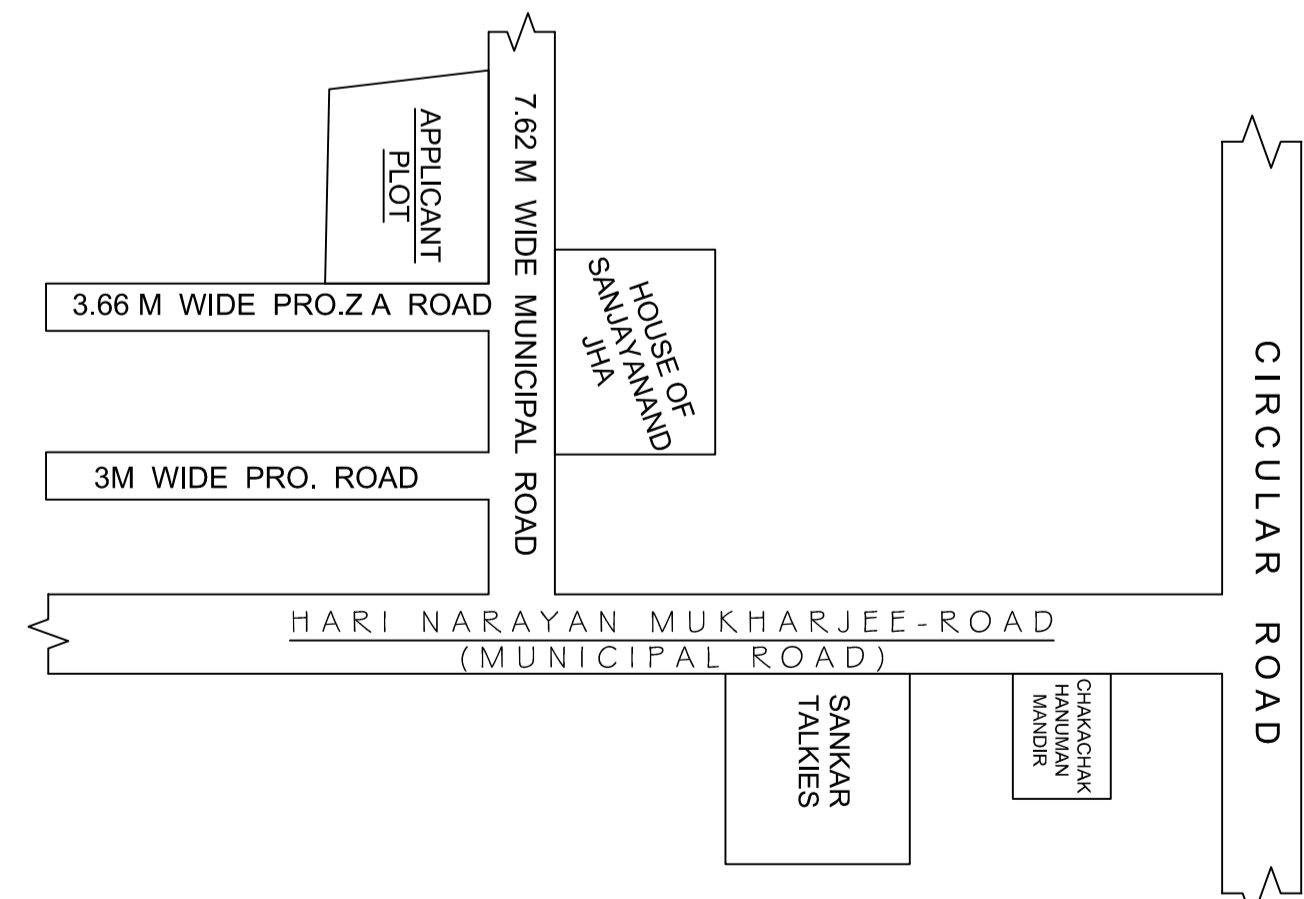 APPLICANT
PLOT
7.62 M WIDE MUNICIPAL ROAD
3.66 M WIDE PRO.Z A ROAD
HOUSE OF
SANJAYANAND
JHA
CIRCULAR ROAD
3M WIDE PRO. ROAD
HARI NARAYAN MUKHARJEE-ROAD
(MUNICIPAL ROAD)
SANKAR
TALKIES
CHAKACHAK
HANUMAN
MANDIR